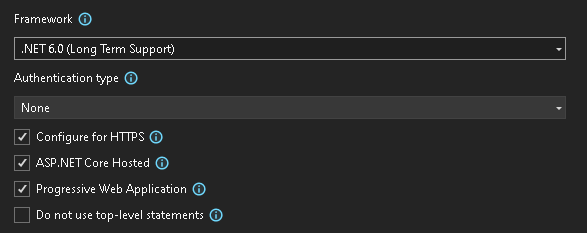 Framework
.NET 6.0 (Long Term Support)
Authentication type
None
Configure for HTTPS
ASP.NET Core Hosted
Progressive Web Application
Do not use top-level statements